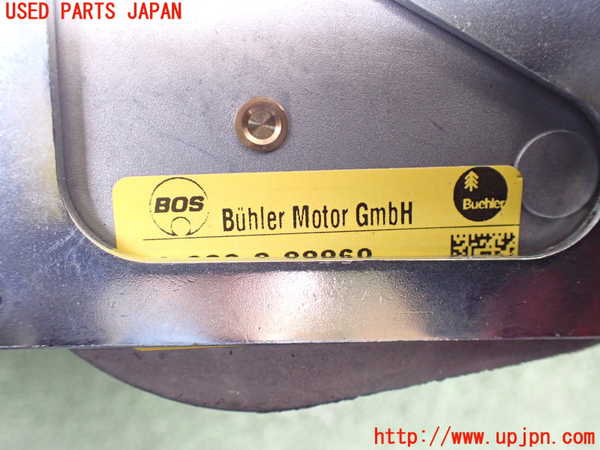 USED PARTS JAPAN
BOS
Bühler Motor GmbH
Buehler
http://www.upjpn.com/